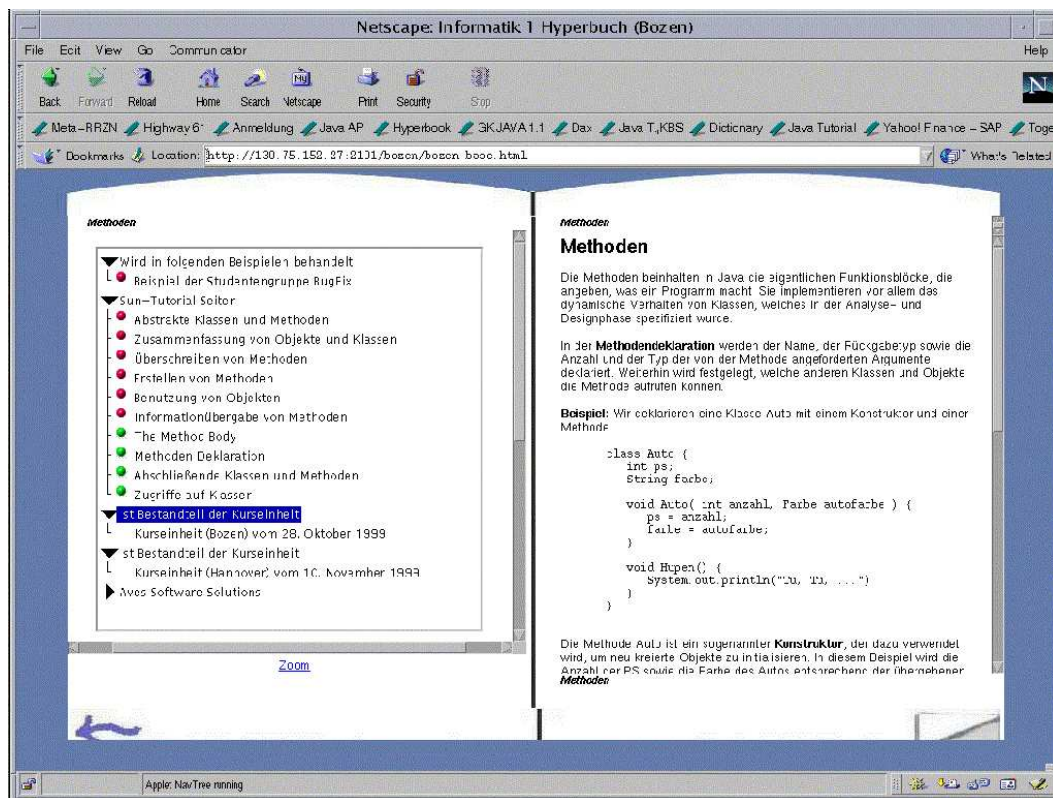 Netscape: Informatik 1 Hyperbuch (Bozen)
File Edit View Go Communicator Help
Back Forward Reload Home Search Netscape Print Security Stop
Meta-RRZN Highway 61 Anmeldung Java AP Hyperbook GKJAVA 1.1 Dax Java T,KBS Dictionary Java Tutorial Yahoo! Finance – SAP Toge
Bookmarks Location: http://130.75.152.27:2101/bozen/bozen_book.html What's Related
Methoden
Wird in folgenden Beispielen behandelt
Beispiel der Studentengruppe BugFix
Sun-Tutorial Seiten
Abstrakte Klassen und Methoden
Zusammenfassung von Objekte und Klassen
Überschreiben von Methoden
Erstellen von Methoden
Benutzung von Objekten
Informationübergabe von Methoden
The Method Body
Methoden Deklaration
Abschließende Klassen und Methoden
Zugriffe auf Klassen
st Bestandteil der Kurseinheit
Kurseinheit (Bozen) vom 28. Oktober 1999
st Bestandteil der Kurseinheit
Kurseinheit (Hannover) vom 10. November 1999
Aves Software Solutions
Zoom
Methoden
Methoden
Die Methoden beinhalten in Java die eigentlichen Funktionsblöcke, die
angeben, was ein Programm macht. Sie implementieren vor allem das
dynamische Verhalten von Klassen, welches in der Analyse- und
Designphase spezifiziert wurde.
In der Methodendeklaration werden der Name, der Rückgabetyp sowie die
Anzahl und der Typ der von der Methode angeforderten Argumente
deklariert. Weiterhin wird festgelegt, welche anderen Klassen und Objekte
die Methode aufrufen können.
Beispiel: Wir deklarieren eine Klasse Auto mit einem Konstruktor und einer
Methode
class Auto {
int ps;
String farbe;
void Auto( int anzahl, Farbe autofarbe ) {
ps = anzahl;
farbe = autofarbe;
}
void Hupen() {
System.out.println("Tu, Tu, ...")
}
}
Die Methode Auto ist ein sogenannter Konstruktor, der dazu verwendet
wird, um neu kreierte Objekte zu initialisieren. In diesem Beispiel wird die
Anzahl der PS sowie die Farbe des Autos entsprechend der übergebenen
Methoden
Applet NavTree running